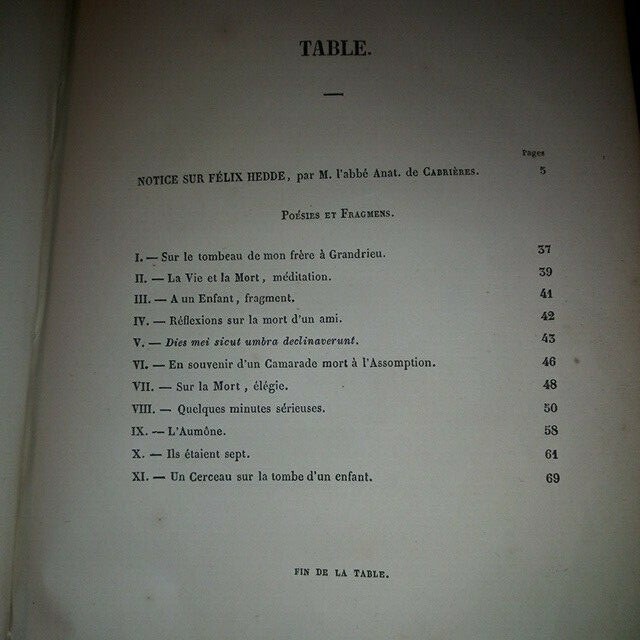 TABLE.
Pages
NOTICE SUR FÉLIX HEDDE, par M. l'abbé Anat. de CABRIÈRES. 5
POÉSIES ET FRAGMENS.
I. — Sur le tombeau de mon frère à Grandrieu. 37
II. — La Vie et la Mort, méditation. 39
III. — A un Enfant, fragment. 41
IV. — Réflexions sur la mort d'un ami. 42
V. — Dies mei sicut umbra declinaverunt. 43
VI. — En souvenir d'un Camarade mort à l'Assomption. 46
VII. — Sur la Mort, élégie. 48
VIII. — Quelques minutes sérieuses. 50
IX. — L'Aumône. 58
X. — Ils étaient sept. 61
XI. — Un Cerceau sur la tombe d'un enfant. 69
FIN DE LA TABLE.